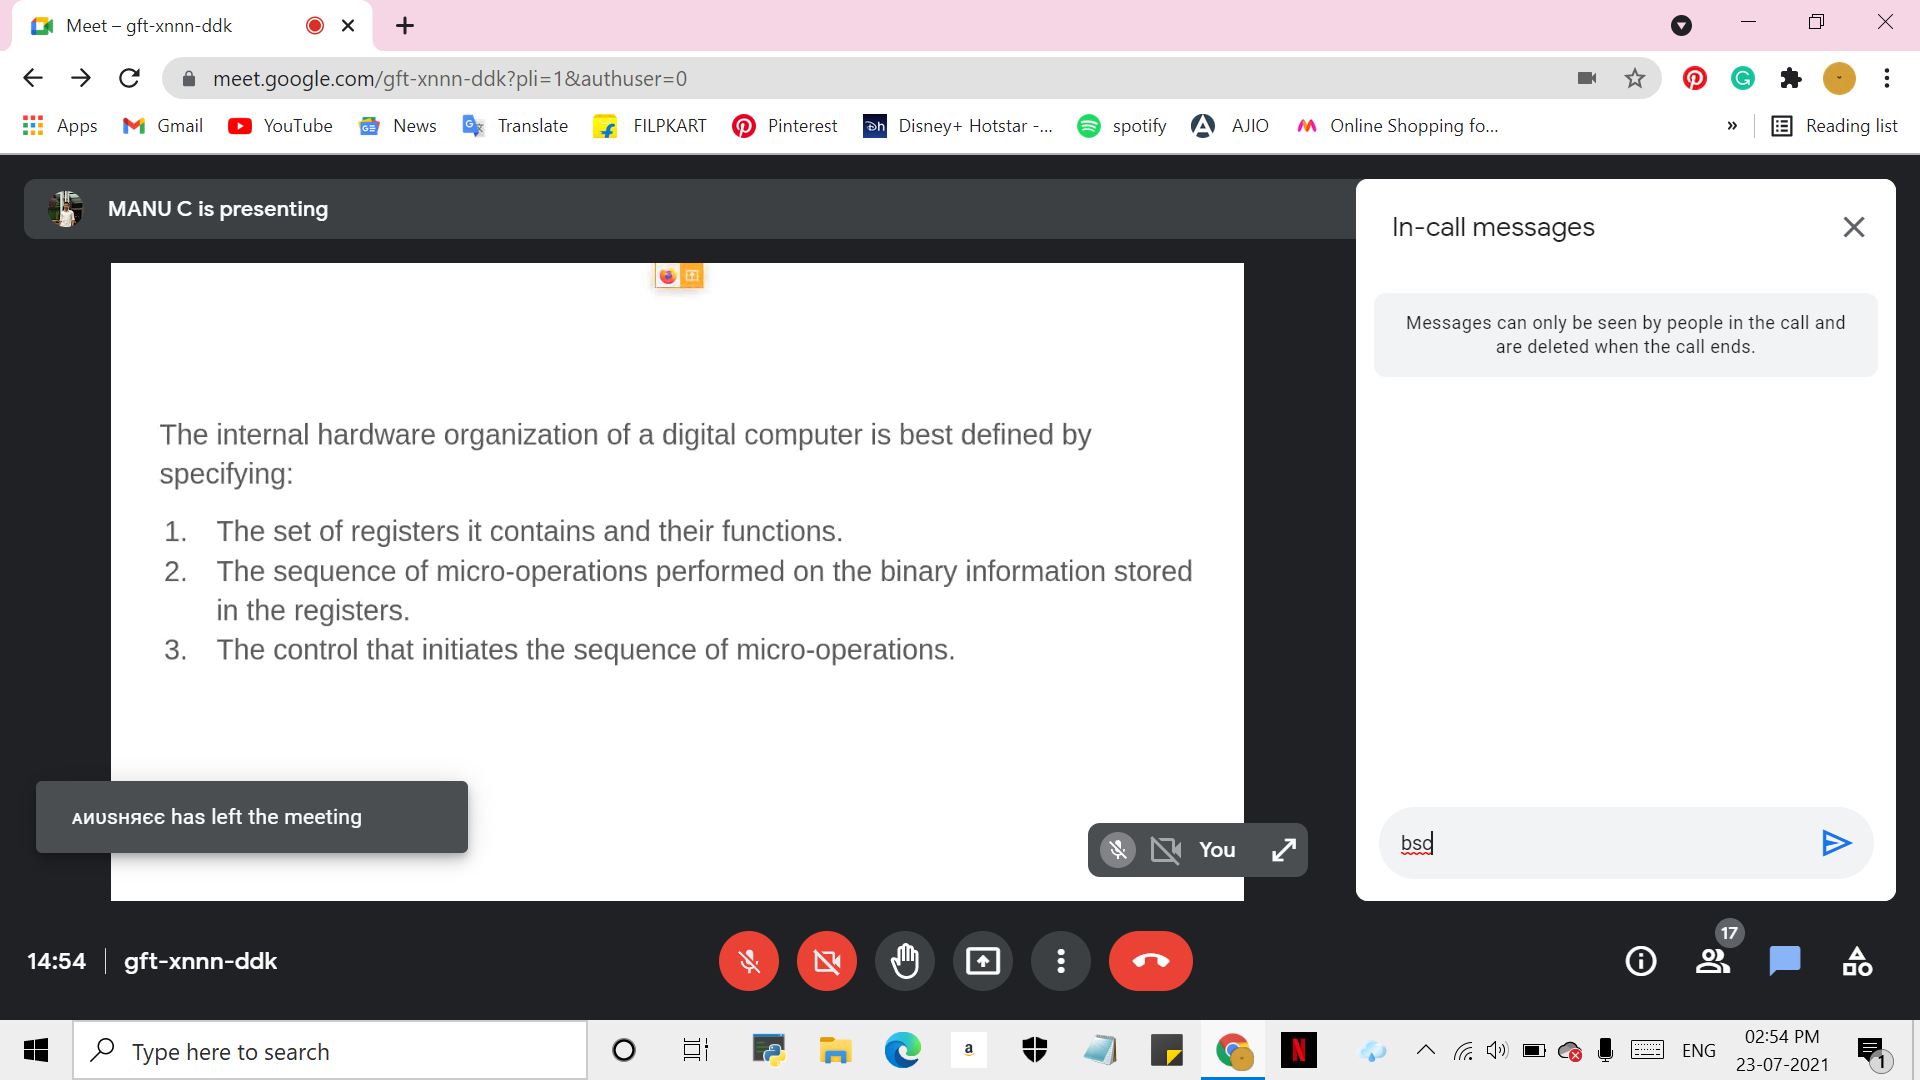 Meet – gft-xnnn-ddk
meet.google.com/gft-xnnn-ddk?pli=1&authuser=0
Apps Gmail YouTube News Translate FILPKART Pinterest Disney+ Hotstar -... spotify AJIO Online Shopping fo... » Reading list
MANU C is presenting
In-call messages
Messages can only be seen by people in the call and
are deleted when the call ends.
The internal hardware organization of a digital computer is best defined by
specifying:
1. The set of registers it contains and their functions.
2. The sequence of micro-operations performed on the binary information stored
in the registers.
3. The control that initiates the sequence of micro-operations.
ᴀᴎᴜꜱʜᴙєє has left the meeting
You
bsc
14:54 gft-xnnn-ddk
17
Type here to search
a
N
ENG
02:54 PM
23-07-2021
1